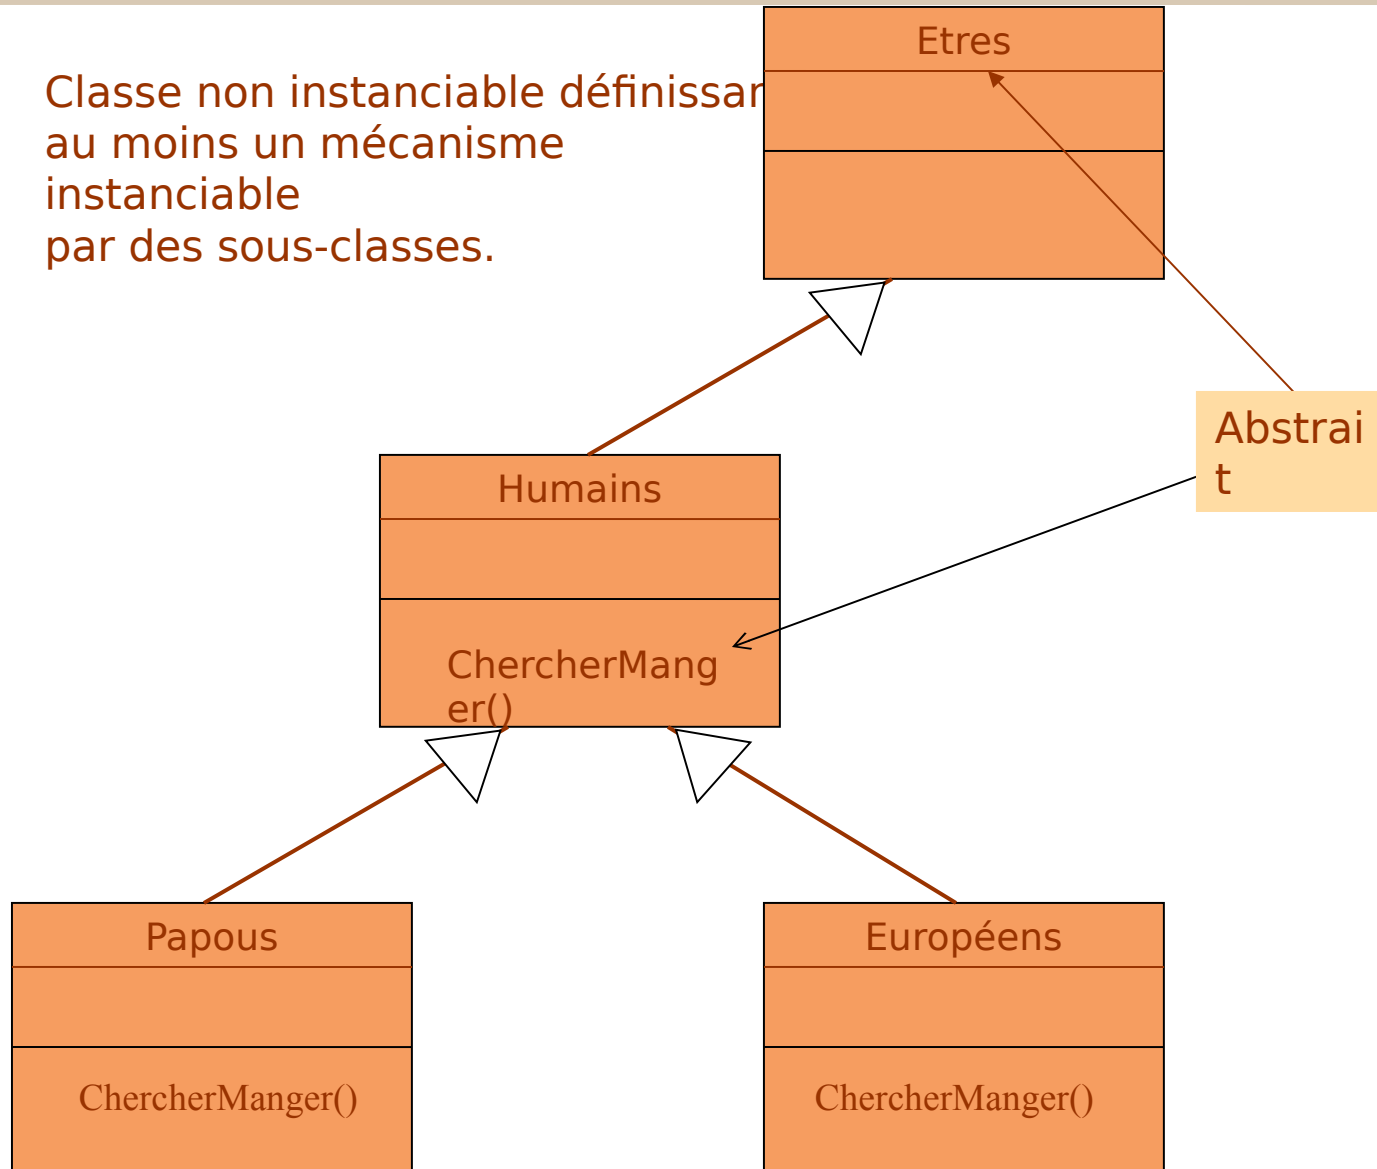 Etres
Classe non instanciable définissan
au moins un mécanisme
instanciable
par des sous-classes.
Abstrai
t
Humains
ChercherMang
er()
Papous
Européens
ChercherManger()
ChercherManger()